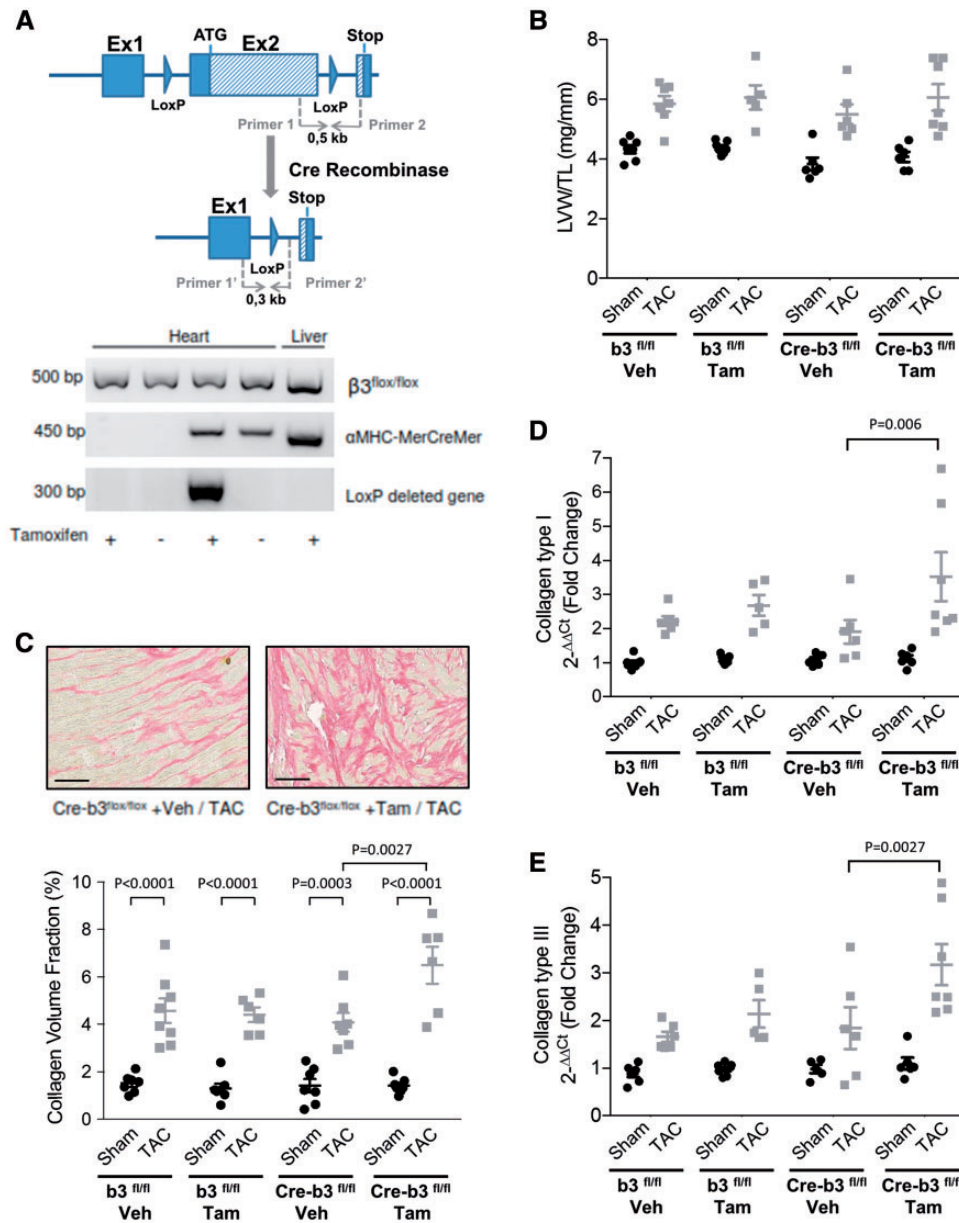 A
ATG
Stop
Ex1
Ex2
LoxP
LoxP
Primer 1
Primer 2
0,5 kb
Cre Recombinase
Stop
Ex1
LoxP
Primer 1'
Primer 2'
0,3 kb
Heart
Liver
500 bp
β3flox/flox
450 bp
αMHC-MerCreMer
300 bp
LoxP deleted gene
Tamoxifen + - + - +
B
LVW/TL (mg/mm)
8
6
4
2
0
Sham TAC Sham TAC Sham TAC Sham TAC
b3 fl/fl b3 fl/fl Cre-b3 fl/fl Cre-b3 fl/fl
Veh Tam Veh Tam
C
Cre-b3flox/flox +Veh / TAC
Cre-b3flox/flox +Tam / TAC
P=0.0027
P<0.0001 P<0.0001 P=0.0003 P<0.0001
Collagen Volume Fraction (%)
10
8
6
4
2
0
Sham TAC Sham TAC Sham TAC Sham TAC
b3 fl/fl b3 fl/fl Cre-b3 fl/fl Cre-b3 fl/fl
Veh Tam Veh Tam
D
P=0.006
Collagen type I
2-ΔΔCt (Fold Change)
7
6
5
4
3
2
1
0
Sham TAC Sham TAC Sham TAC Sham TAC
b3 fl/fl b3 fl/fl Cre-b3 fl/fl Cre-b3 fl/fl
Veh Tam Veh Tam
E
P=0.0027
Collagen type III
2-ΔΔCt (Fold Change)
5
4
3
2
1
0
Sham TAC Sham TAC Sham TAC Sham TAC
b3 fl/fl b3 fl/fl Cre-b3 fl/fl Cre-b3 fl/fl
Veh Tam Veh Tam